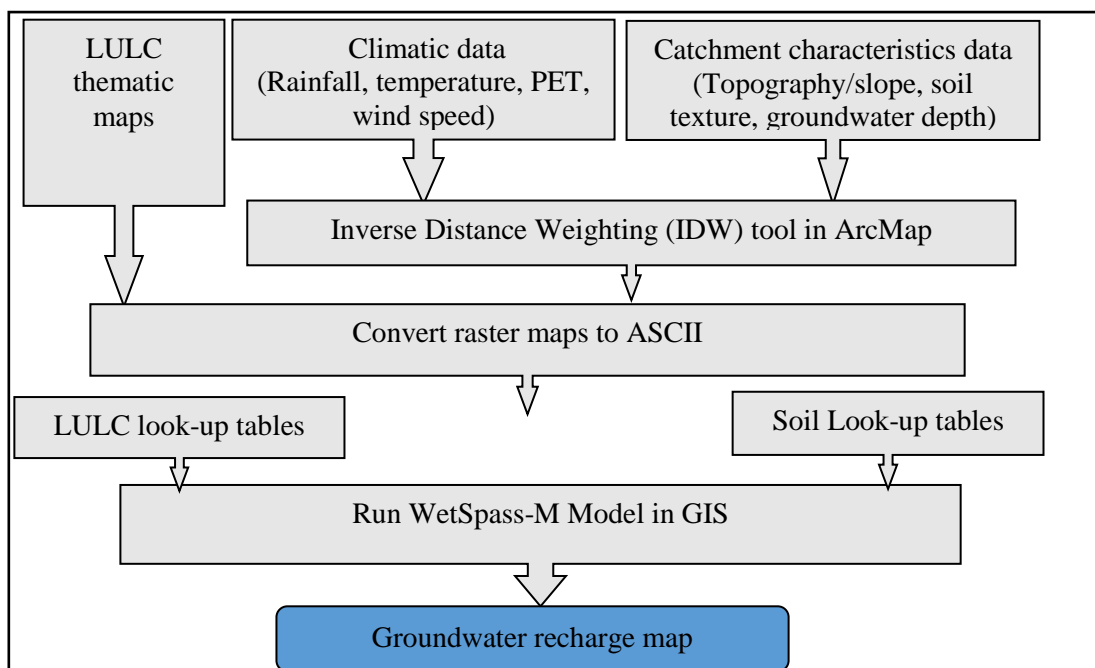 LULC
thematic
maps
Climatic data
(Rainfall, temperature, PET,
wind speed)
Catchment characteristics data
(Topography/slope, soil
texture, groundwater depth)
Inverse Distance Weighting (IDW) tool in ArcMap
Convert raster maps to ASCII
LULC look-up tables
Soil Look-up tables
Run WetSpass-M Model in GIS
Groundwater recharge map